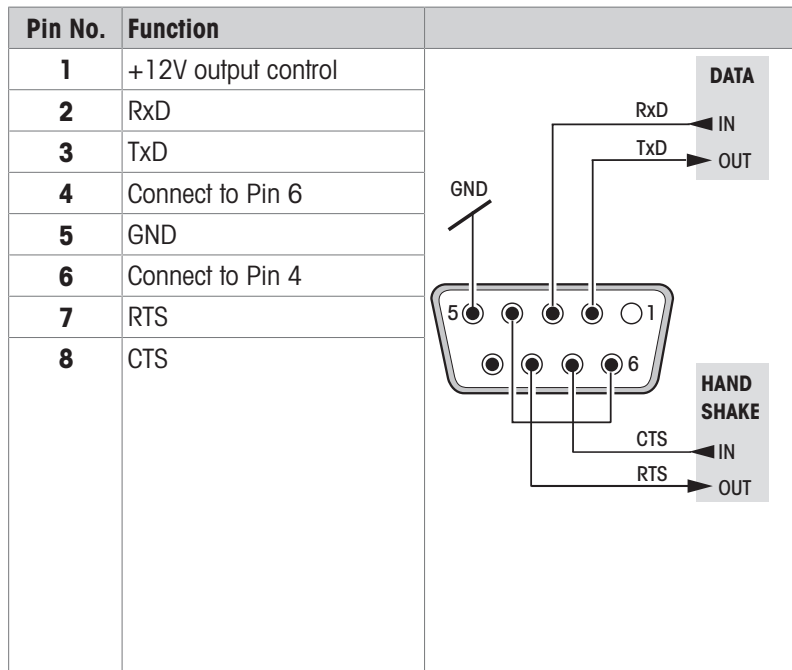 Pin No. Function
1 +12V output control
2 RxD
3 TxD
4 Connect to Pin 6
5 GND
6 Connect to Pin 4
7 RTS
8 CTS
DATA
RxD IN
TxD OUT
GND
5 1
6
HAND
SHAKE
CTS IN
RTS OUT